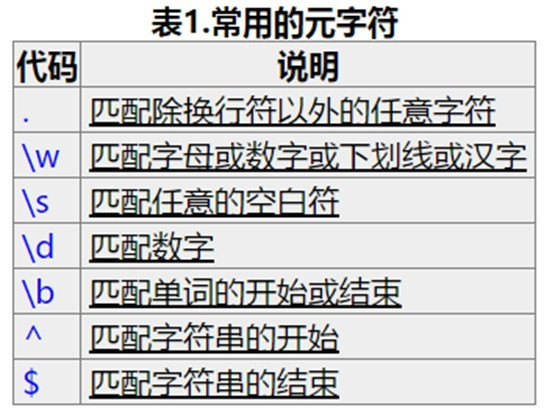 表1.常用的元字符
代码 说明
. 匹配除换行符以外的任意字符
\w 匹配字母或数字或下划线或汉字
\s 匹配任意的空白符
\d 匹配数字
\b 匹配单词的开始或结束
^ 匹配字符串的开始
$ 匹配字符串的结束